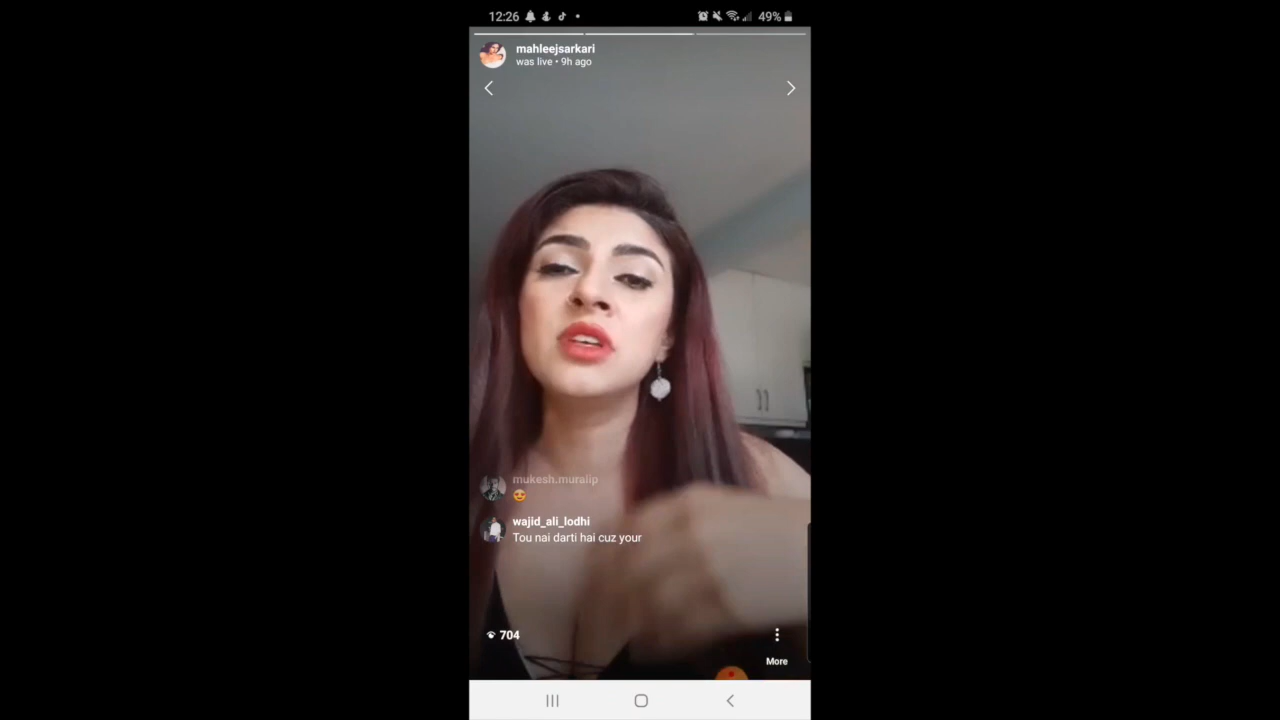 12:26
49%
mahleejsarkari
was live • 9h ago
mukesh.muralip
wajid_ali_lodhi
Tou nai darti hai cuz your
704
More